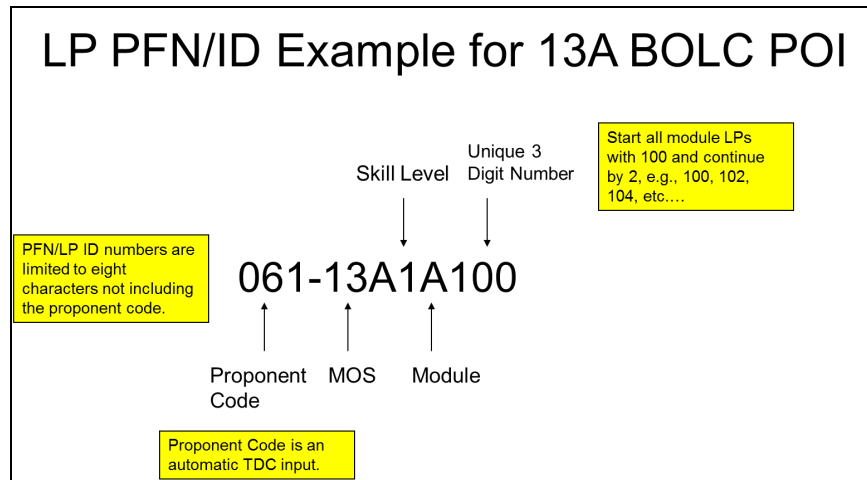 LP PFN/ID Example for 13A BOLC POI
Skill Level
Unique 3
Digit Number
Start all module LPs
with 100 and continue
by 2, e.g., 100, 102,
104, etc.…
PFN/LP ID numbers are
limited to eight
characters not including
the proponent code.
061-13A1A100
Proponent
Code
MOS
Module
Proponent Code is an
automatic TDC input.